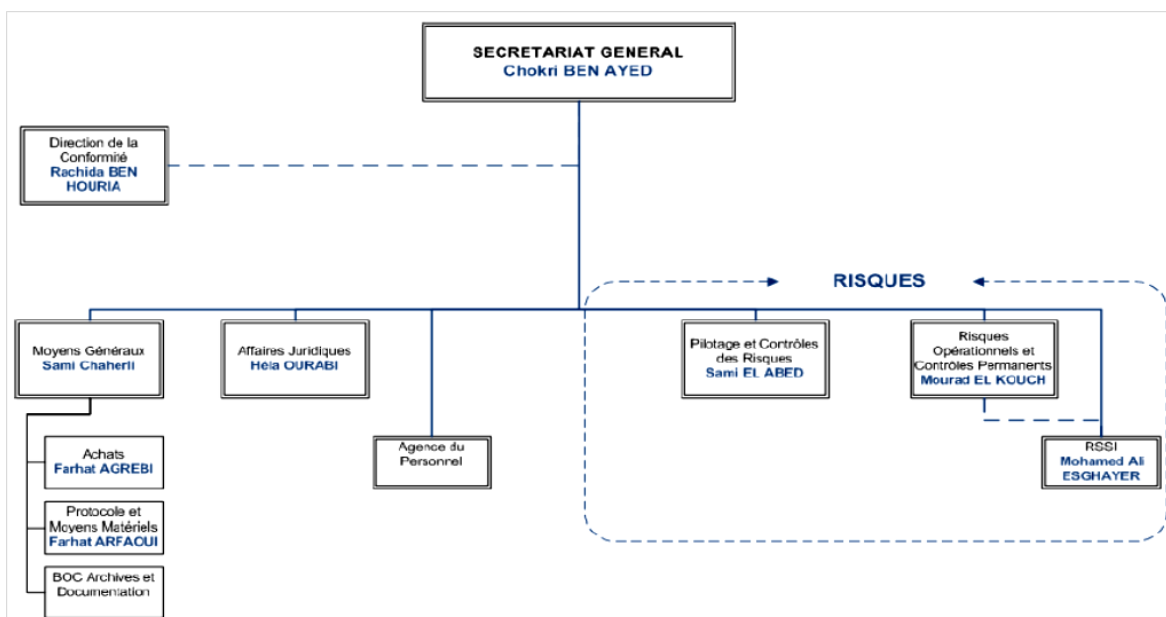 SECRETARIAT GENERAL
Chokri BEN AYED
Direction de la
Conformité
Rachida BEN
HOURIA
RISQUES
Moyens Généraux
Sami Chaherli
Affaires Juridiques
Héla OURABI
Pilotage et Contrôles
des Risques
Sami EL ABED
Risques
Opérationnels et
Contrôles Permanents
Mourad EL KOUCH
Achats
Farhat AGREBI
Agence du
Personnel
RSSI
Mohamed Ali
ESGHAYER
Protocole et
Moyens Matériels
Farhat ARFAOUI
BOC Archives et
Documentation